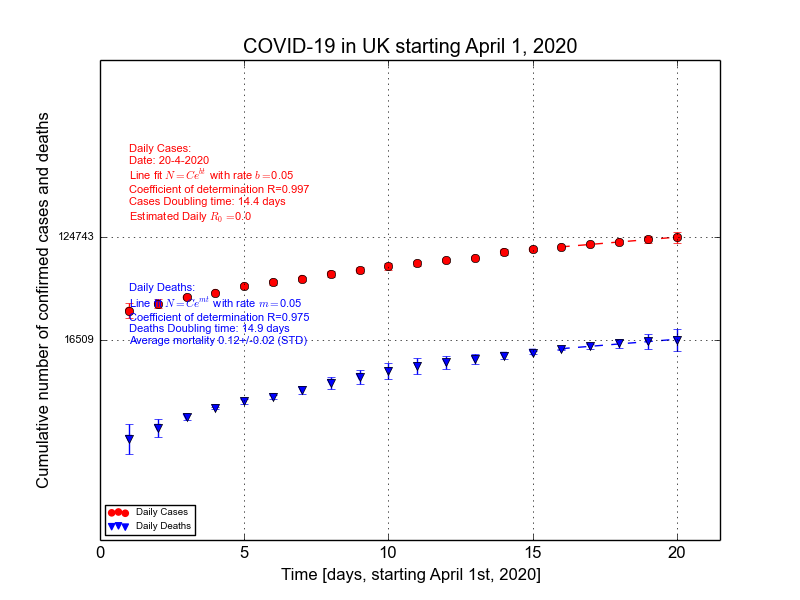 COVID-19 in UK starting April 1, 2020
Cumulative number of confirmed cases and deaths
Daily Cases:
Date: 20-4-2020
Line fit N = Ce^{bt} with rate b =0.05
Coefficient of determination R=0.997
Cases Doubling time: 14.4 days
Estimated Daily R_0 =0.0
124743
Daily Deaths:
Line fit N = Ce^{mt} with rate m =0.05
Coefficient of determination R=0.975
Deaths Doubling time: 14.9 days
Average mortality 0.12+/-0.02 (STD)
16509
Daily Cases
Daily Deaths
0 5 10 15 20
Time [days, starting April 1st, 2020]